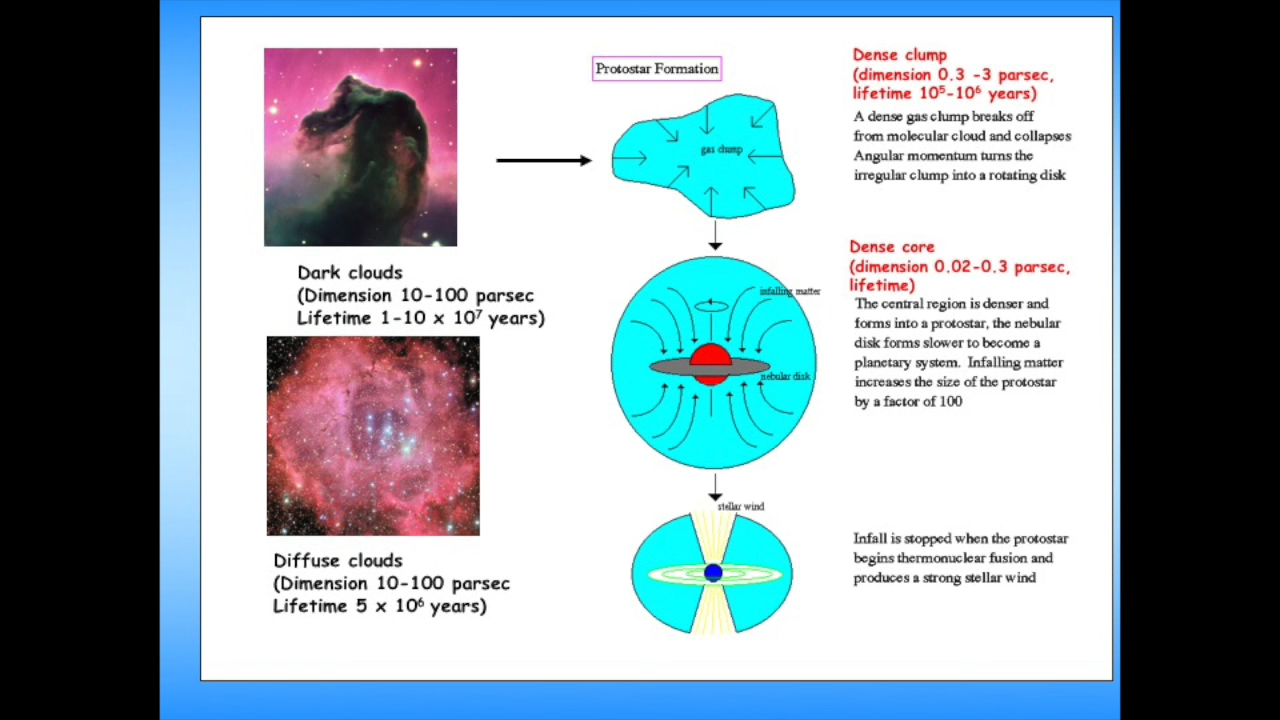 Protostar Formation
Dense clump
(dimension 0.3 -3 parsec,
lifetime 10⁵-10⁶ years)
A dense gas clump breaks off
from molecular cloud and collapses
Angular momentum turns the
irregular clump into a rotating disk
gas clump
Dark clouds
(Dimension 10-100 parsec
Lifetime 1-10 x 10⁷ years)
Dense core
(dimension 0.02-0.3 parsec,
lifetime)
The central region is denser and
forms into a protostar, the nebular
disk forms slower to become a
planetary system. Infalling matter
increases the size of the protostar
by a factor of 100
infalling matter
nebular disk
Diffuse clouds
(Dimension 10-100 parsec
Lifetime 5 x 10⁶ years)
stellar wind
Infall is stopped when the protostar
begins thermonuclear fusion and
produces a strong stellar wind